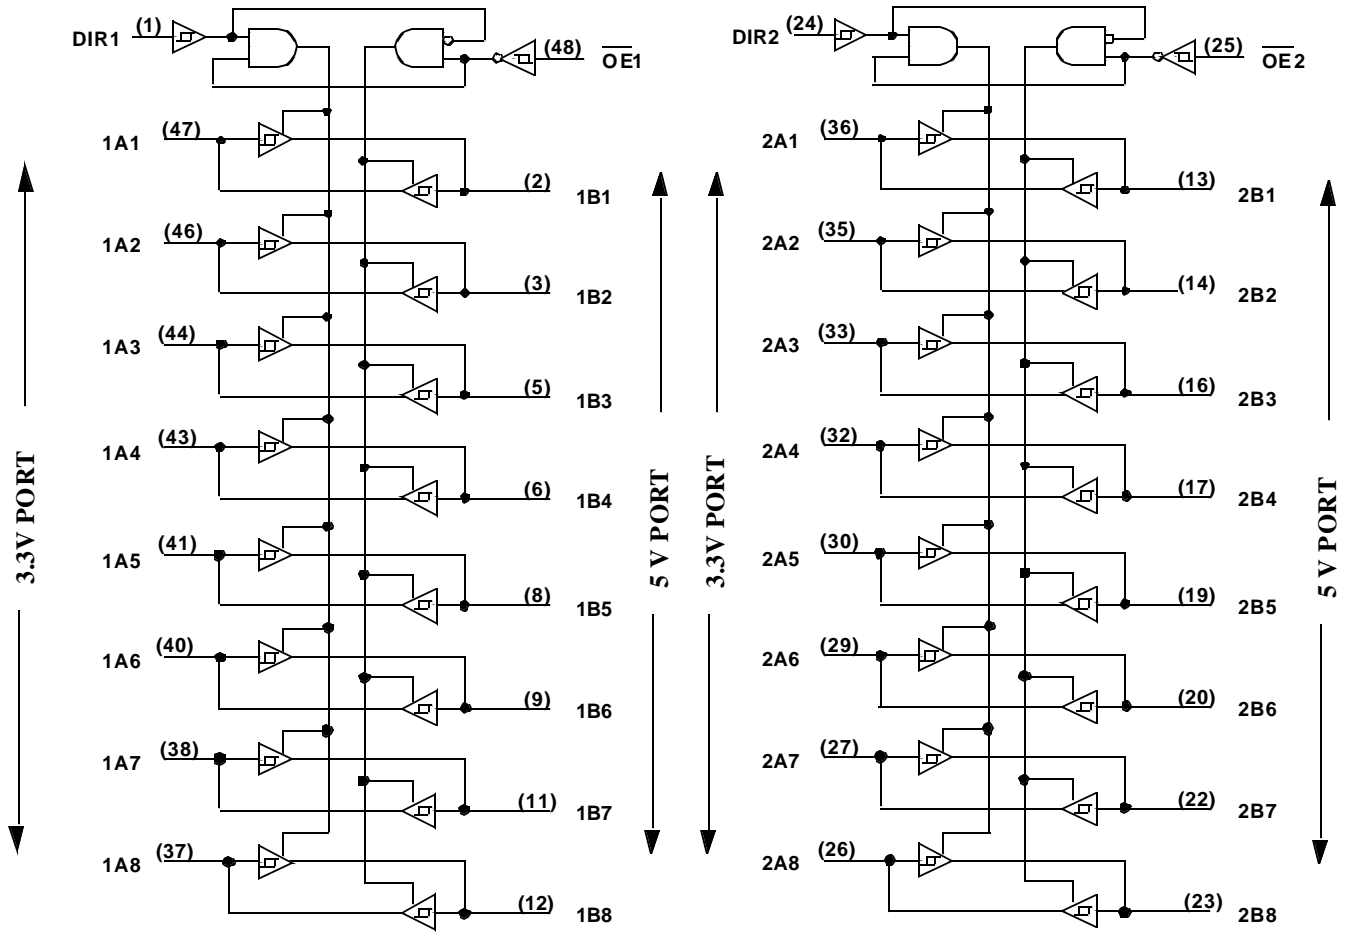 DIR1 (1) (48) OE1
1A1 (47) (2) 1B1
1A2 (46) (3) 1B2
1A3 (44) (5) 1B3
1A4 (43) (6) 1B4
1A5 (41) (8) 1B5
1A6 (40) (9) 1B6
1A7 (38) (11) 1B7
1A8 (37) (12) 1B8
3.3V PORT
5 V PORT
DIR2 (24) (25) OE2
2A1 (36) (13) 2B1
2A2 (35) (14) 2B2
2A3 (33) (16) 2B3
2A4 (32) (17) 2B4
2A5 (30) (19) 2B5
2A6 (29) (20) 2B6
2A7 (27) (22) 2B7
2A8 (26) (23) 2B8
3.3V PORT
5 V PORT